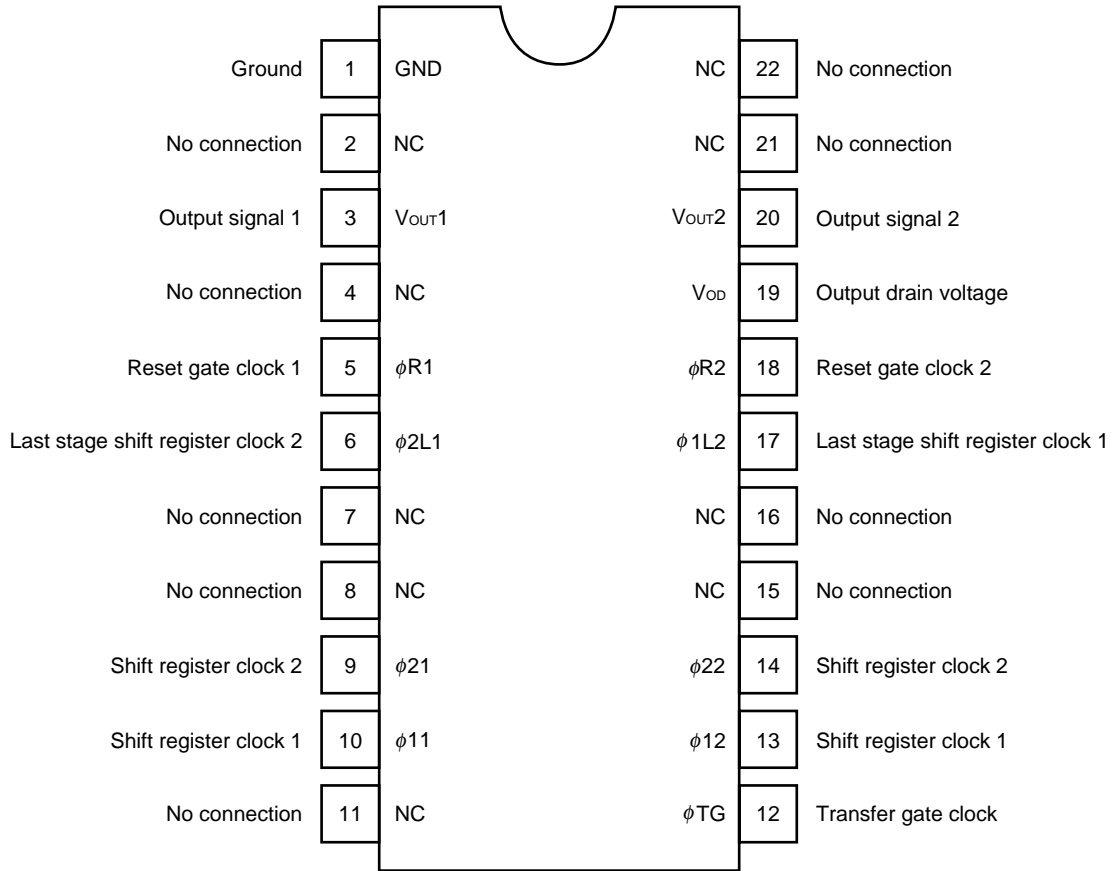 Ground 1 GND NC 22 No connection
No connection 2 NC NC 21 No connection
Output signal 1 3 VOUT1 VOUT2 20 Output signal 2
No connection 4 NC VOD 19 Output drain voltage
Reset gate clock 1 5 ϕR1 ϕR2 18 Reset gate clock 2
Last stage shift register clock 2 6 ϕ2L1 ϕ1L2 17 Last stage shift register clock 1
No connection 7 NC NC 16 No connection
No connection 8 NC NC 15 No connection
Shift register clock 2 9 ϕ21 ϕ22 14 Shift register clock 2
Shift register clock 1 10 ϕ11 ϕ12 13 Shift register clock 1
No connection 11 NC ϕTG 12 Transfer gate clock